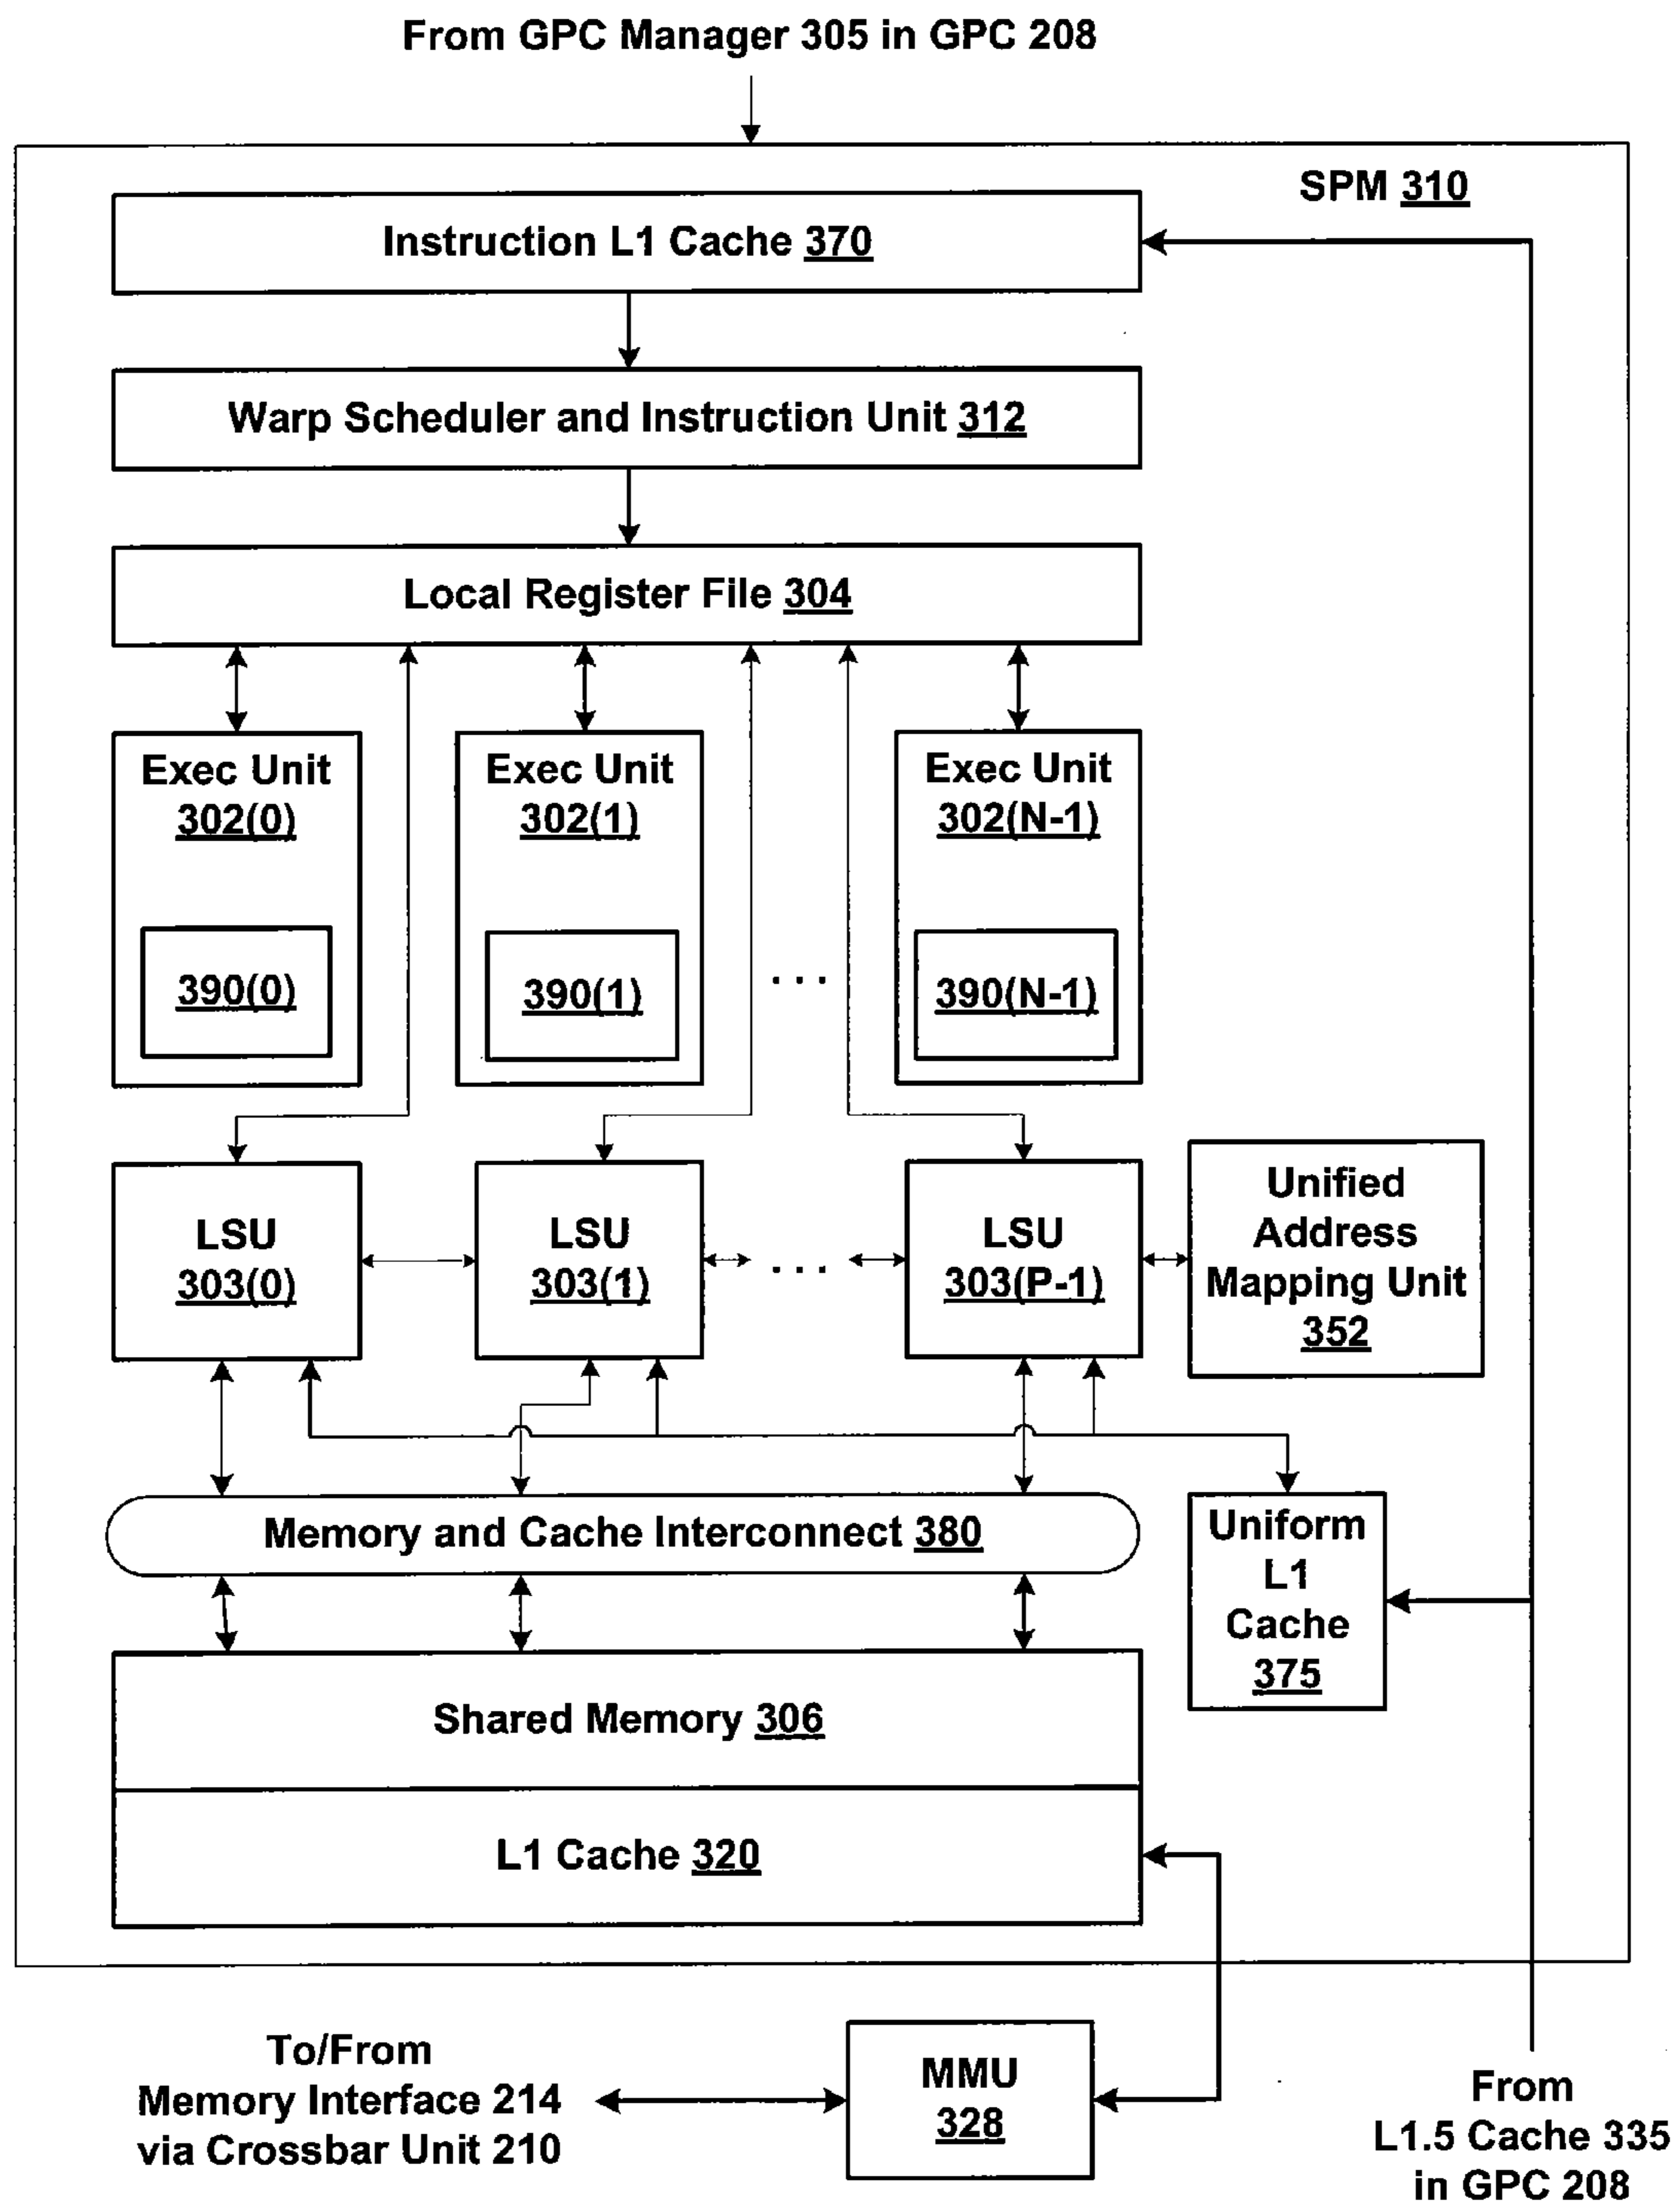 From GPC Manager 305 in GPC 208
SPM 310
Instruction L1 Cache 370
Warp Scheduler and Instruction Unit 312
Local Register File 304
Exec Unit
302(0)
390(0)
Exec Unit
302(1)
390(1)
...
Exec Unit
302(N-1)
390(N-1)
LSU
303(0)
LSU
303(1)
...
LSU
303(P-1)
Unified
Address
Mapping Unit
352
Memory and Cache Interconnect 380
Uniform
L1
Cache
375
Shared Memory 306
L1 Cache 320
To/From
Memory Interface 214
via Crossbar Unit 210
MMU
328
From
L1.5 Cache 335
in GPC 208